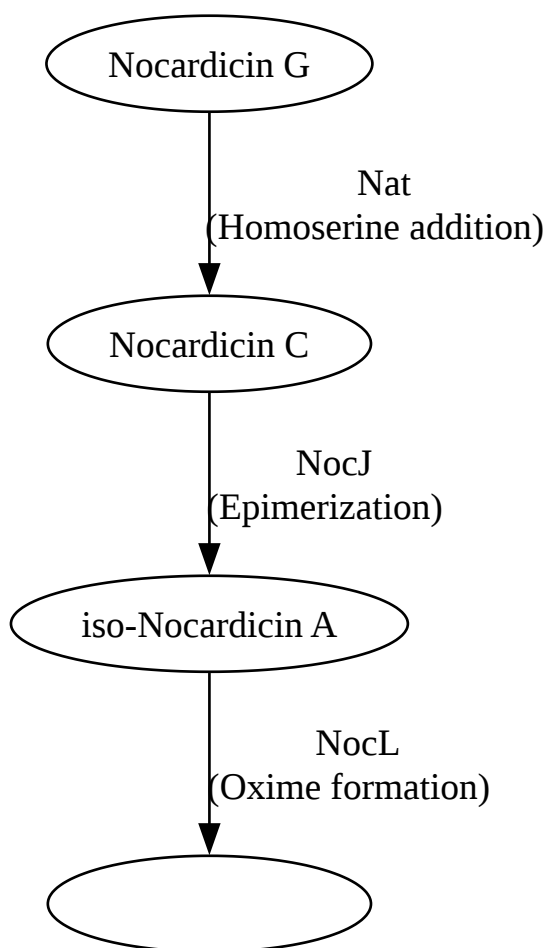 Nocardicin G
Nat
(Homoserine addition)
Nocardicin C
NocJ
(Epimerization)
iso-Nocardicin A
NocL
(Oxime formation)